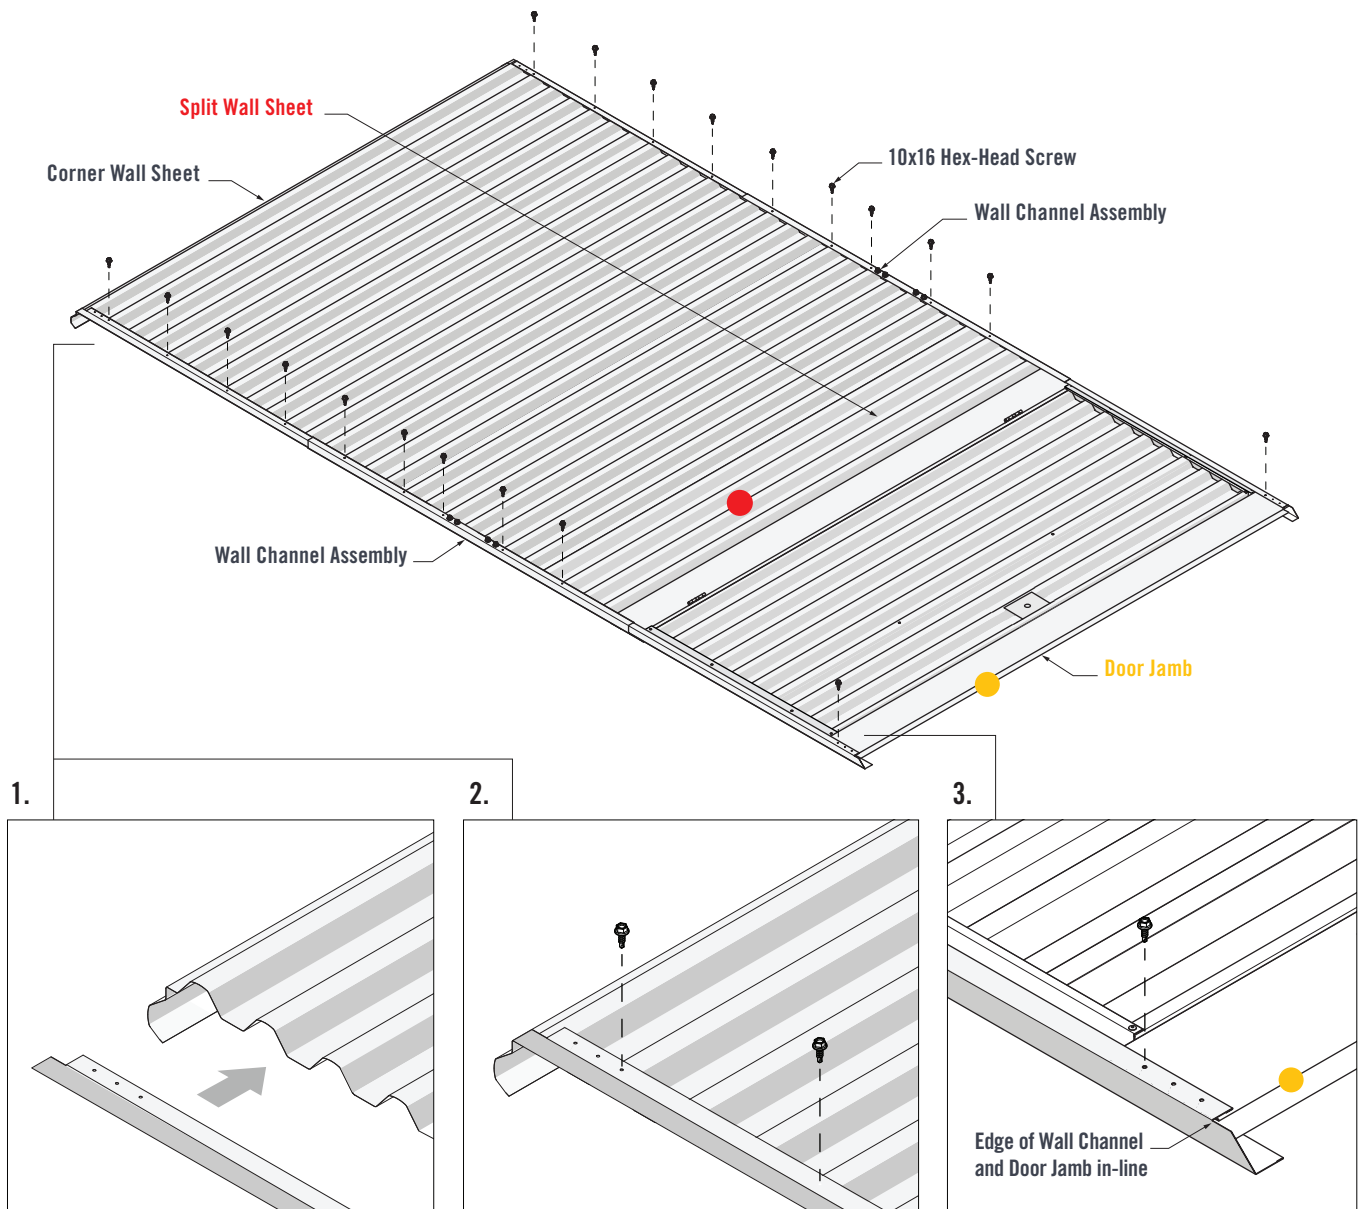 Split Wall Sheet
Corner Wall Sheet
10x16 Hex-Head Screw
Wall Channel Assembly
Wall Channel Assembly
Door Jamb
1.
2.
3.
Edge of Wall Channel
and Door Jamb in-line